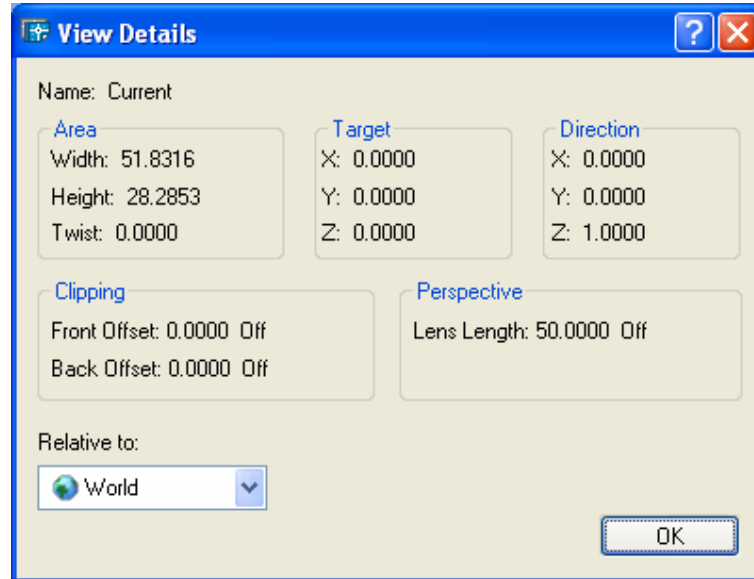 View Details
Name: Current
Area
Width: 51.8316
Height: 28.2853
Twist: 0.0000
Target
X: 0.0000
Y: 0.0000
Z: 0.0000
Direction
X: 0.0000
Y: 0.0000
Z: 1.0000
Clipping
Front Offset: 0.0000 Off
Back Offset: 0.0000 Off
Perspective
Lens Length: 50.0000 Off
Relative to:
World
OK